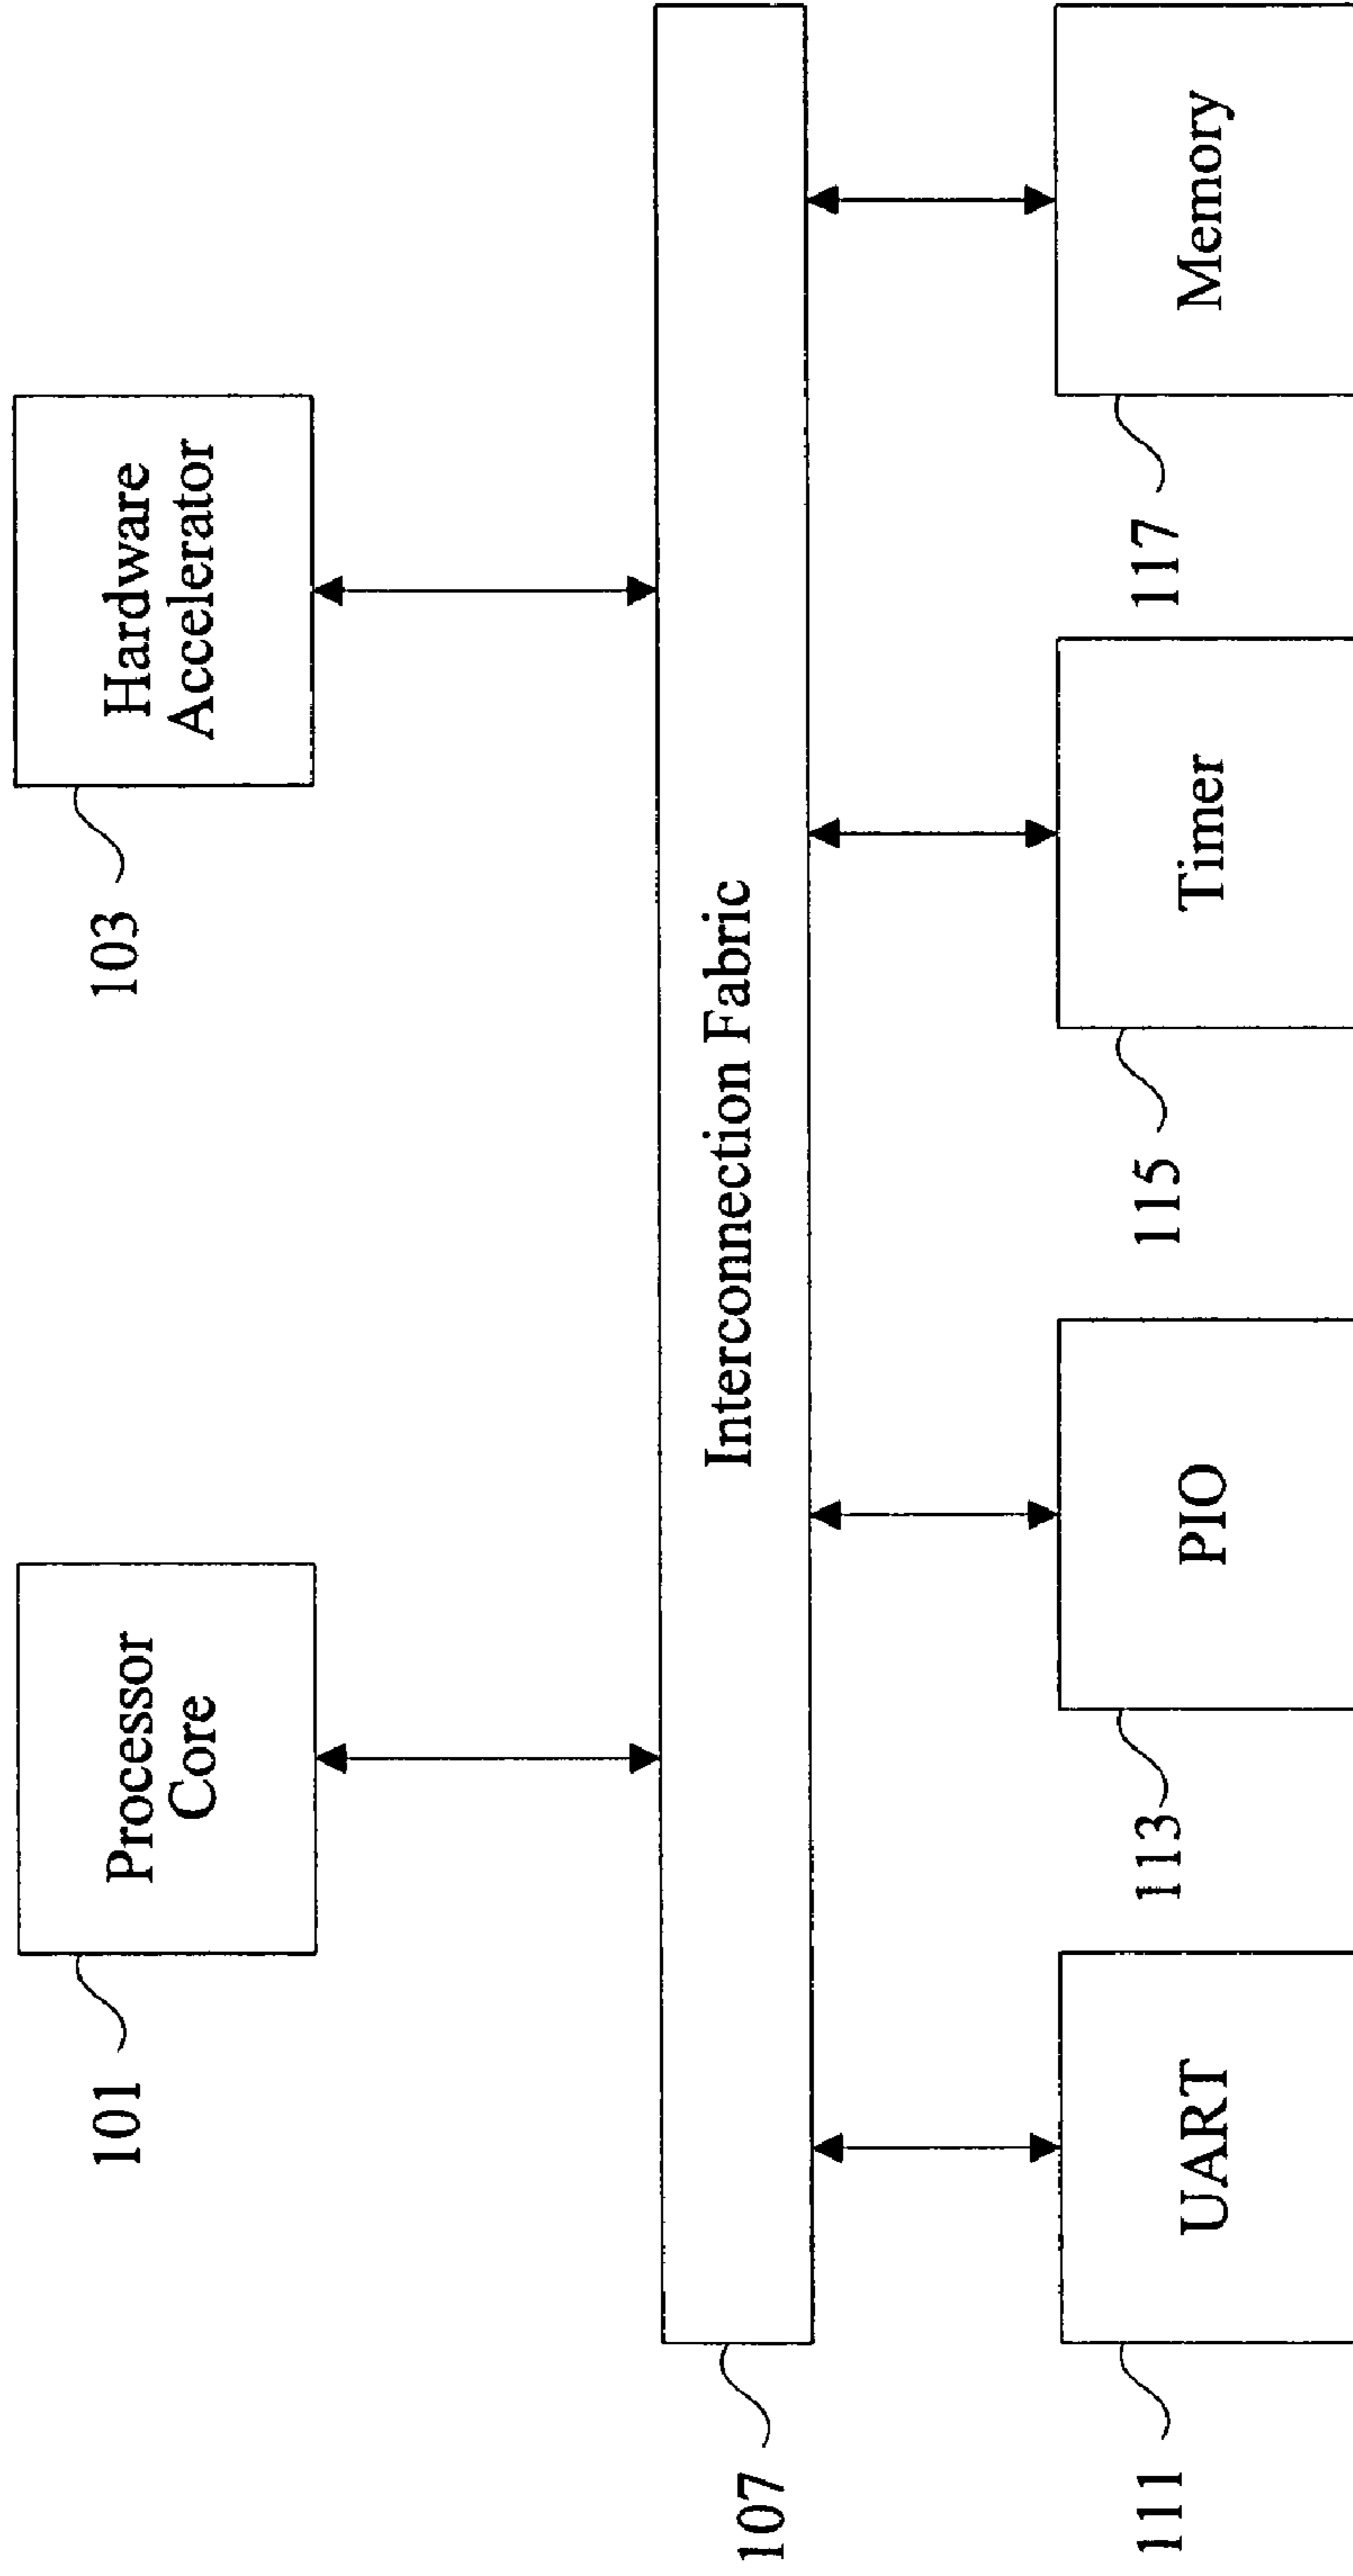 101
Processor
Core
103
Hardware
Accelerator
107
Interconnection Fabric
111
UART
113
PIO
115
Timer
117
Memory